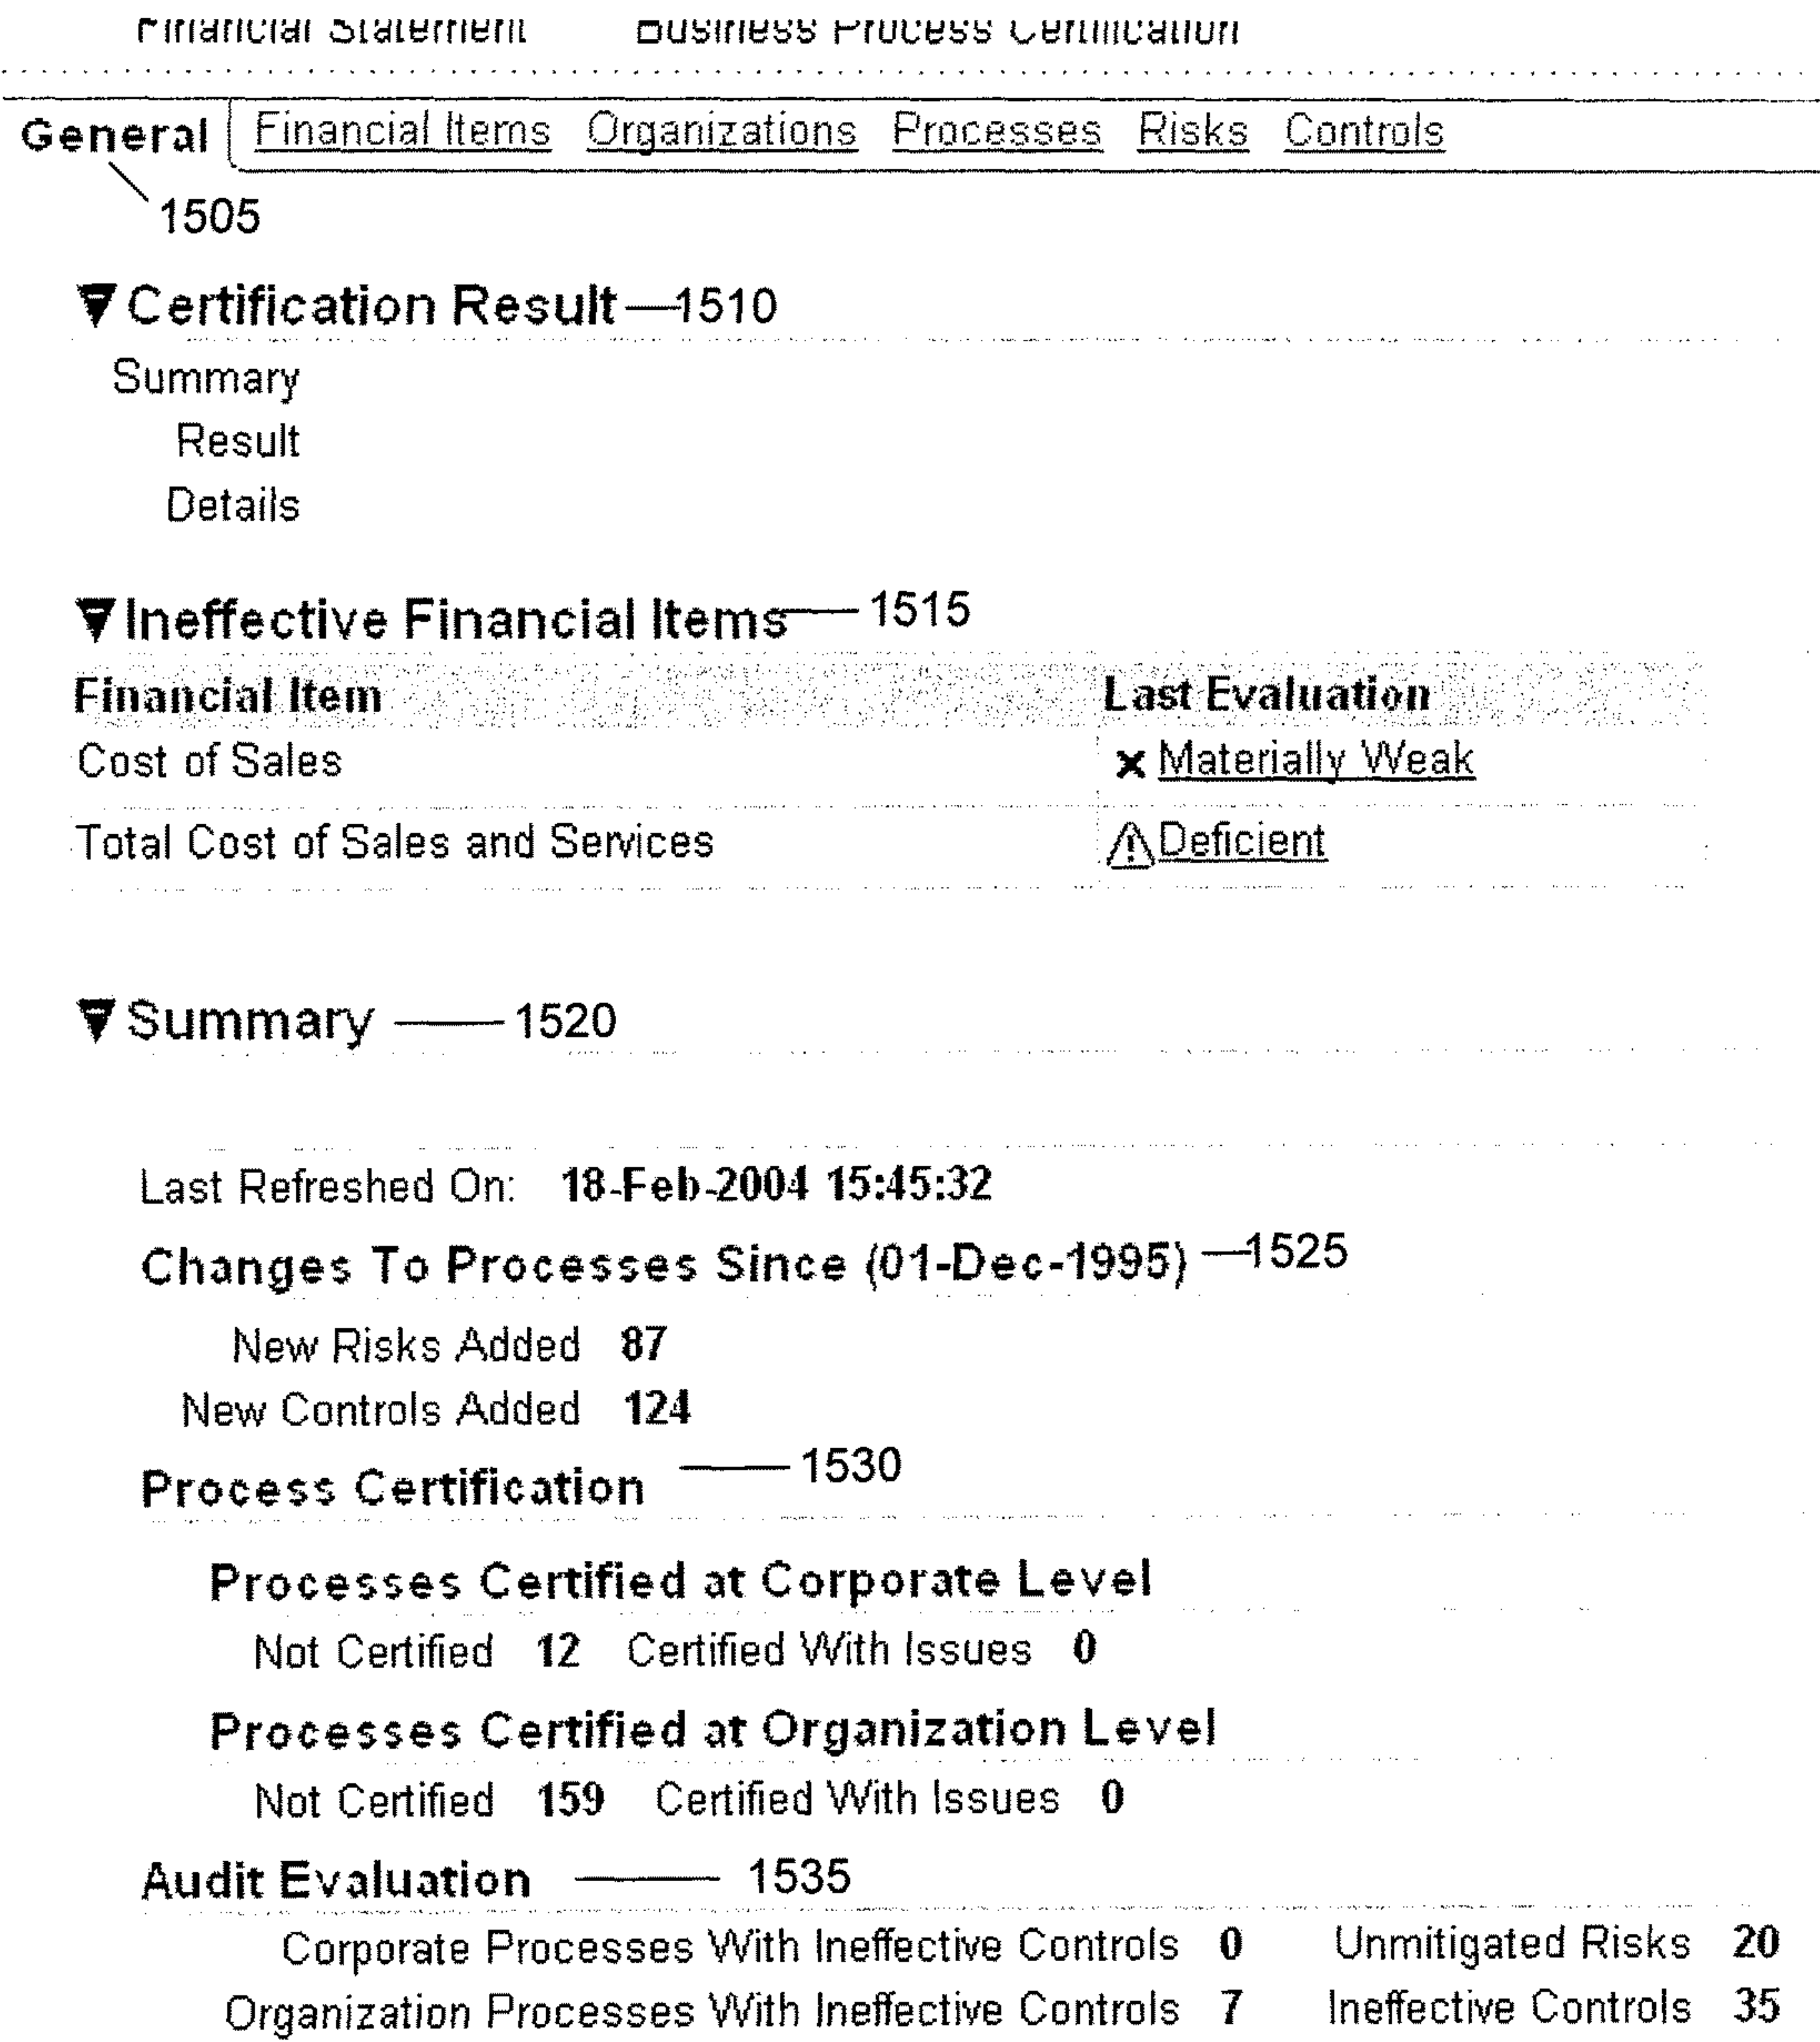 Financial Statement Business Process Certification
General Financial Items Organizations Processes Risks Controls
1505
Certification Result 1510
Summary
Result
Details
Ineffective Financial Items 1515
Financial Item Last Evaluation
Cost of Sales × Materially Weak
Total Cost of Sales and Services Deficient
Summary 1520
Last Refreshed On: 18-Feb-2004 15:45:32
Changes To Processes Since (01-Dec-1995) 1525
New Risks Added 87
New Controls Added 124
Process Certification 1530
Processes Certified at Corporate Level
Not Certified 12 Certified With Issues 0
Processes Certified at Organization Level
Not Certified 159 Certified With Issues 0
Audit Evaluation 1535
Corporate Processes With Ineffective Controls 0 Unmitigated Risks 20
Organization Processes With Ineffective Controls 7 Ineffective Controls 35